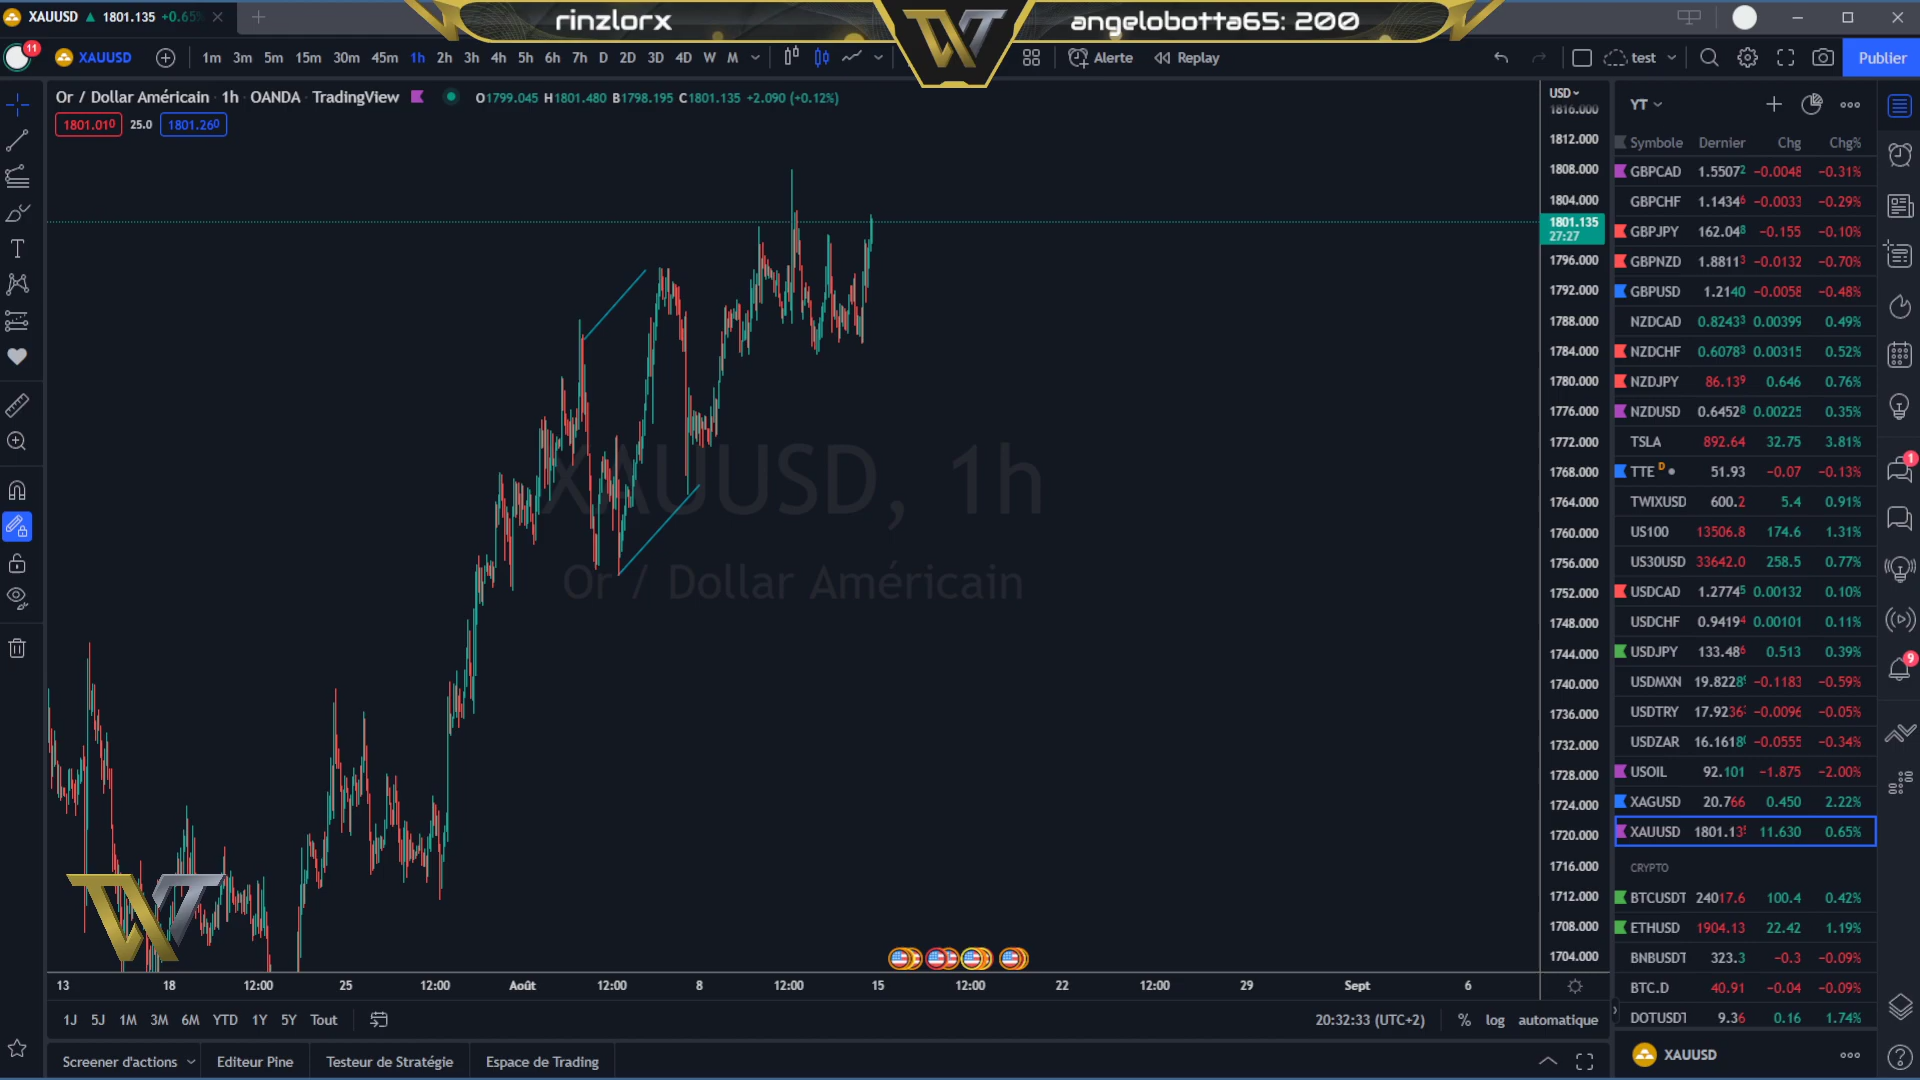 XAUUSD ▲ 1801.135 +0.65%
rinzlorx
angelobotta65: 200
11 XAUUSD 1m 3m 5m 15m 30m 45m 1h 2h 3h 4h 5h 6h 7h D 2D 3D 4D W M
Alerte Replay test Publier
Or / Dollar Américain 1h OANDA TradingView O1799.045 H1801.480 B1798.195 C1801.135 +2.090 (+0.12%)
1801.010 25.0 1801.260
XAUUSD, 1h
Or / Dollar Américain
USD
1816.000
1812.000
1808.000
1804.000
1801.135
27:27
1796.000
1792.000
1788.000
1784.000
1780.000
1776.000
1772.000
1768.000
1764.000
1760.000
1756.000
1752.000
1748.000
1744.000
1740.000
1736.000
1732.000
1728.000
1724.000
1720.000
1716.000
1712.000
1708.000
1704.000
13 18 12:00 25 12:00 Août 12:00 8 12:00 15 12:00 22 12:00 29 Sept 6
1J 5J 1M 3M 6M YTD 1Y 5Y Tout
20:32:33 (UTC+2) % log automatique
Screener d'actions Editeur Pine Testeur de Stratégie Espace de Trading
YT
Symbole Dernier Chg Chg%
GBPCAD 1.55072 −0.0048 −0.31%
GBPCHF 1.14346 −0.0033 −0.29%
GBPJPY 162.048 −0.155 −0.10%
GBPNZD 1.88113 −0.0132 −0.70%
GBPUSD 1.2140 −0.0058 −0.48%
NZDCAD 0.82433 0.00399 0.49%
NZDCHF 0.60783 0.00315 0.52%
NZDJPY 86.139 0.646 0.76%
NZDUSD 0.64528 0.00225 0.35%
TSLA 892.64 32.75 3.81%
TTE D 51.93 −0.07 −0.13%
TWIXUSD 600.2 5.4 0.91%
US100 13506.8 174.6 1.31%
US30USD 33642.0 258.5 0.77%
USDCAD 1.27745 0.00132 0.10%
USDCHF 0.94194 0.00101 0.11%
USDJPY 133.486 0.513 0.39%
USDMXN 19.8228 −0.1183 −0.59%
USDTRY 17.9236 −0.0096 −0.05%
USDZAR 16.1618 −0.0555 −0.34%
USOIL 92.101 −1.875 −2.00%
XAGUSD 20.766 0.450 2.22%
XAUUSD 1801.13 11.630 0.65%
CRYPTO
BTCUSDT 24017.6 100.4 0.42%
ETHUSD 1904.13 22.42 1.19%
BNBUSDT 323.3 −0.3 −0.09%
BTC.D 40.91 −0.04 −0.09%
DOTUSDT 9.36 0.16 1.74%
XAUUSD
1
9